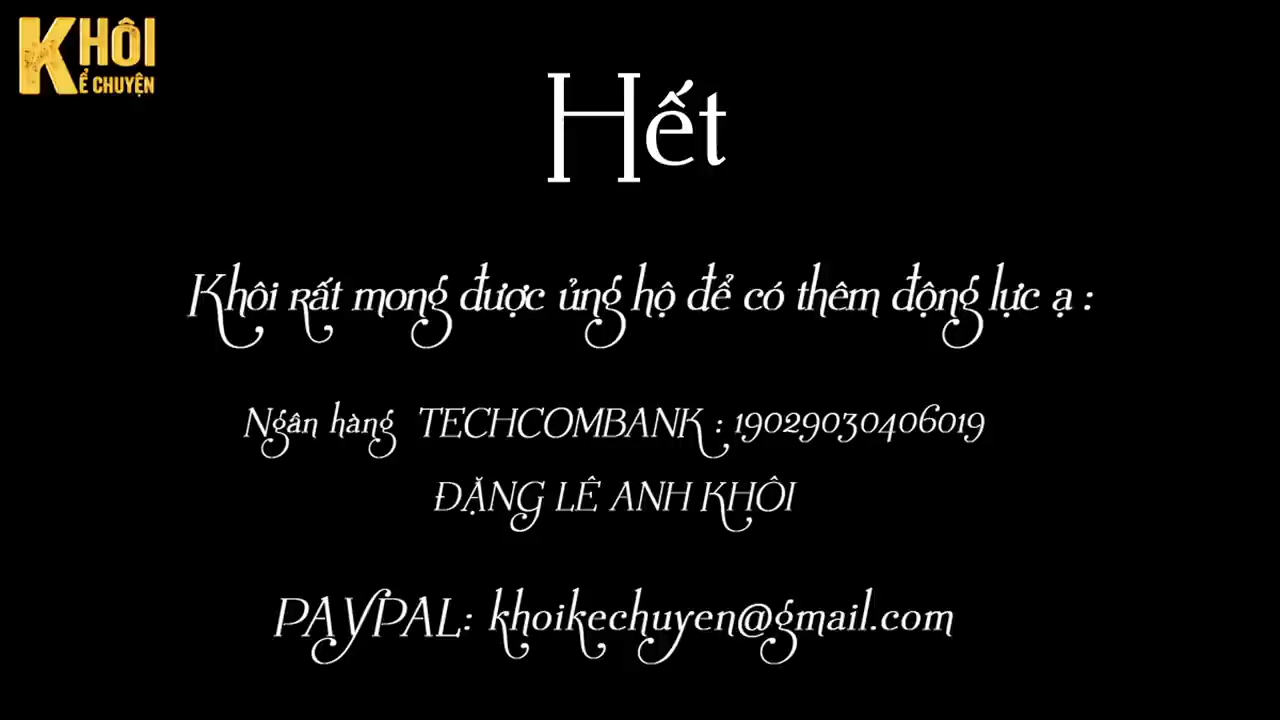 KHÔI
KỂ CHUYỆN
Hết
Khôi rất mong được ủng hộ để có thêm động lực ạ :
Ngân hàng TECHCOMBANK : 19029030406019
ĐẶNG LÊ ANH KHÔI
PAYPAL: khoikechuyen@gmail.com